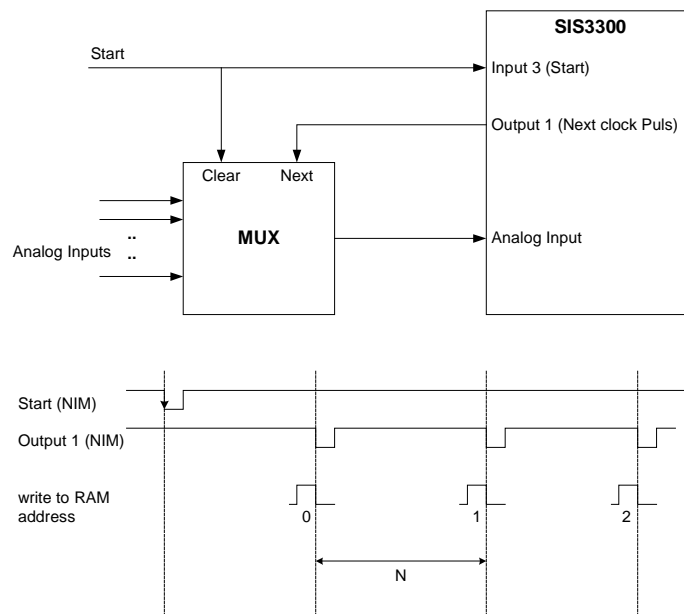 SIS3300
Start
Input 3 (Start)
Output 1 (Next clock Puls)
Clear
Next
Analog Inputs
..
..
MUX
Analog Input
Start (NIM)
Output 1 (NIM)
write to RAM
address
0
1
2
N